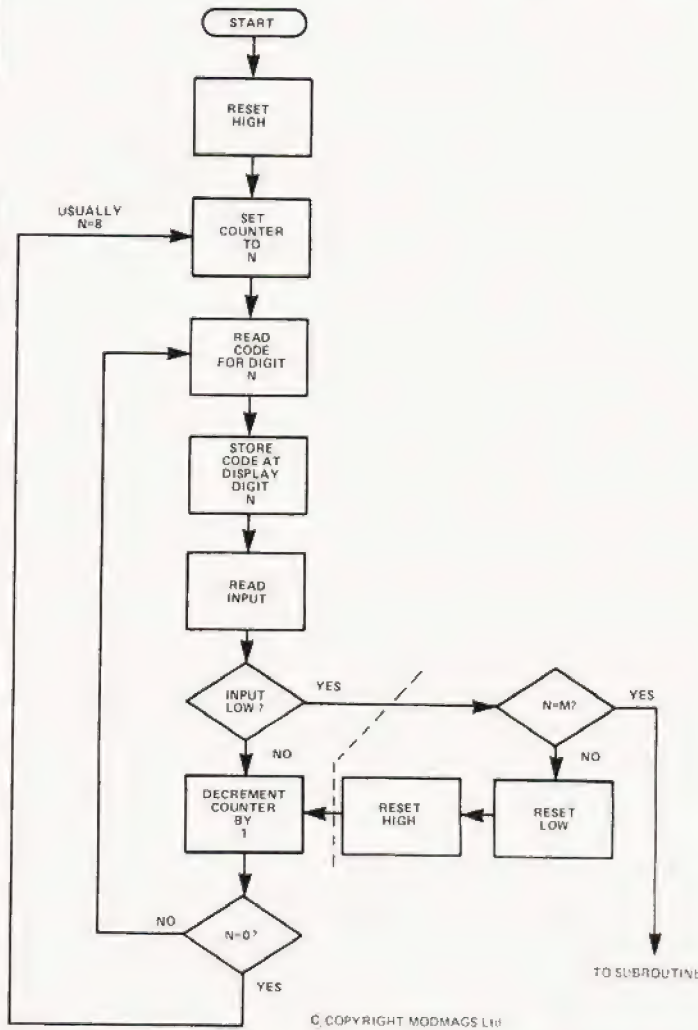 START
RESET
HIGH
USUALLY
N=8
SET
COUNTER
TO
N
READ
CODE
FOR DIGIT
N
STORE
CODE AT
DISPLAY
DIGIT
N
READ
INPUT
INPUT
LOW?
YES
N=M?
YES
NO
NO
DECREMENT
COUNTER
BY
1
RESET
HIGH
RESET
LOW
NO
N=0?
YES
TO SUBROUTINE
© COPYRIGHT MODMAGS Ltd